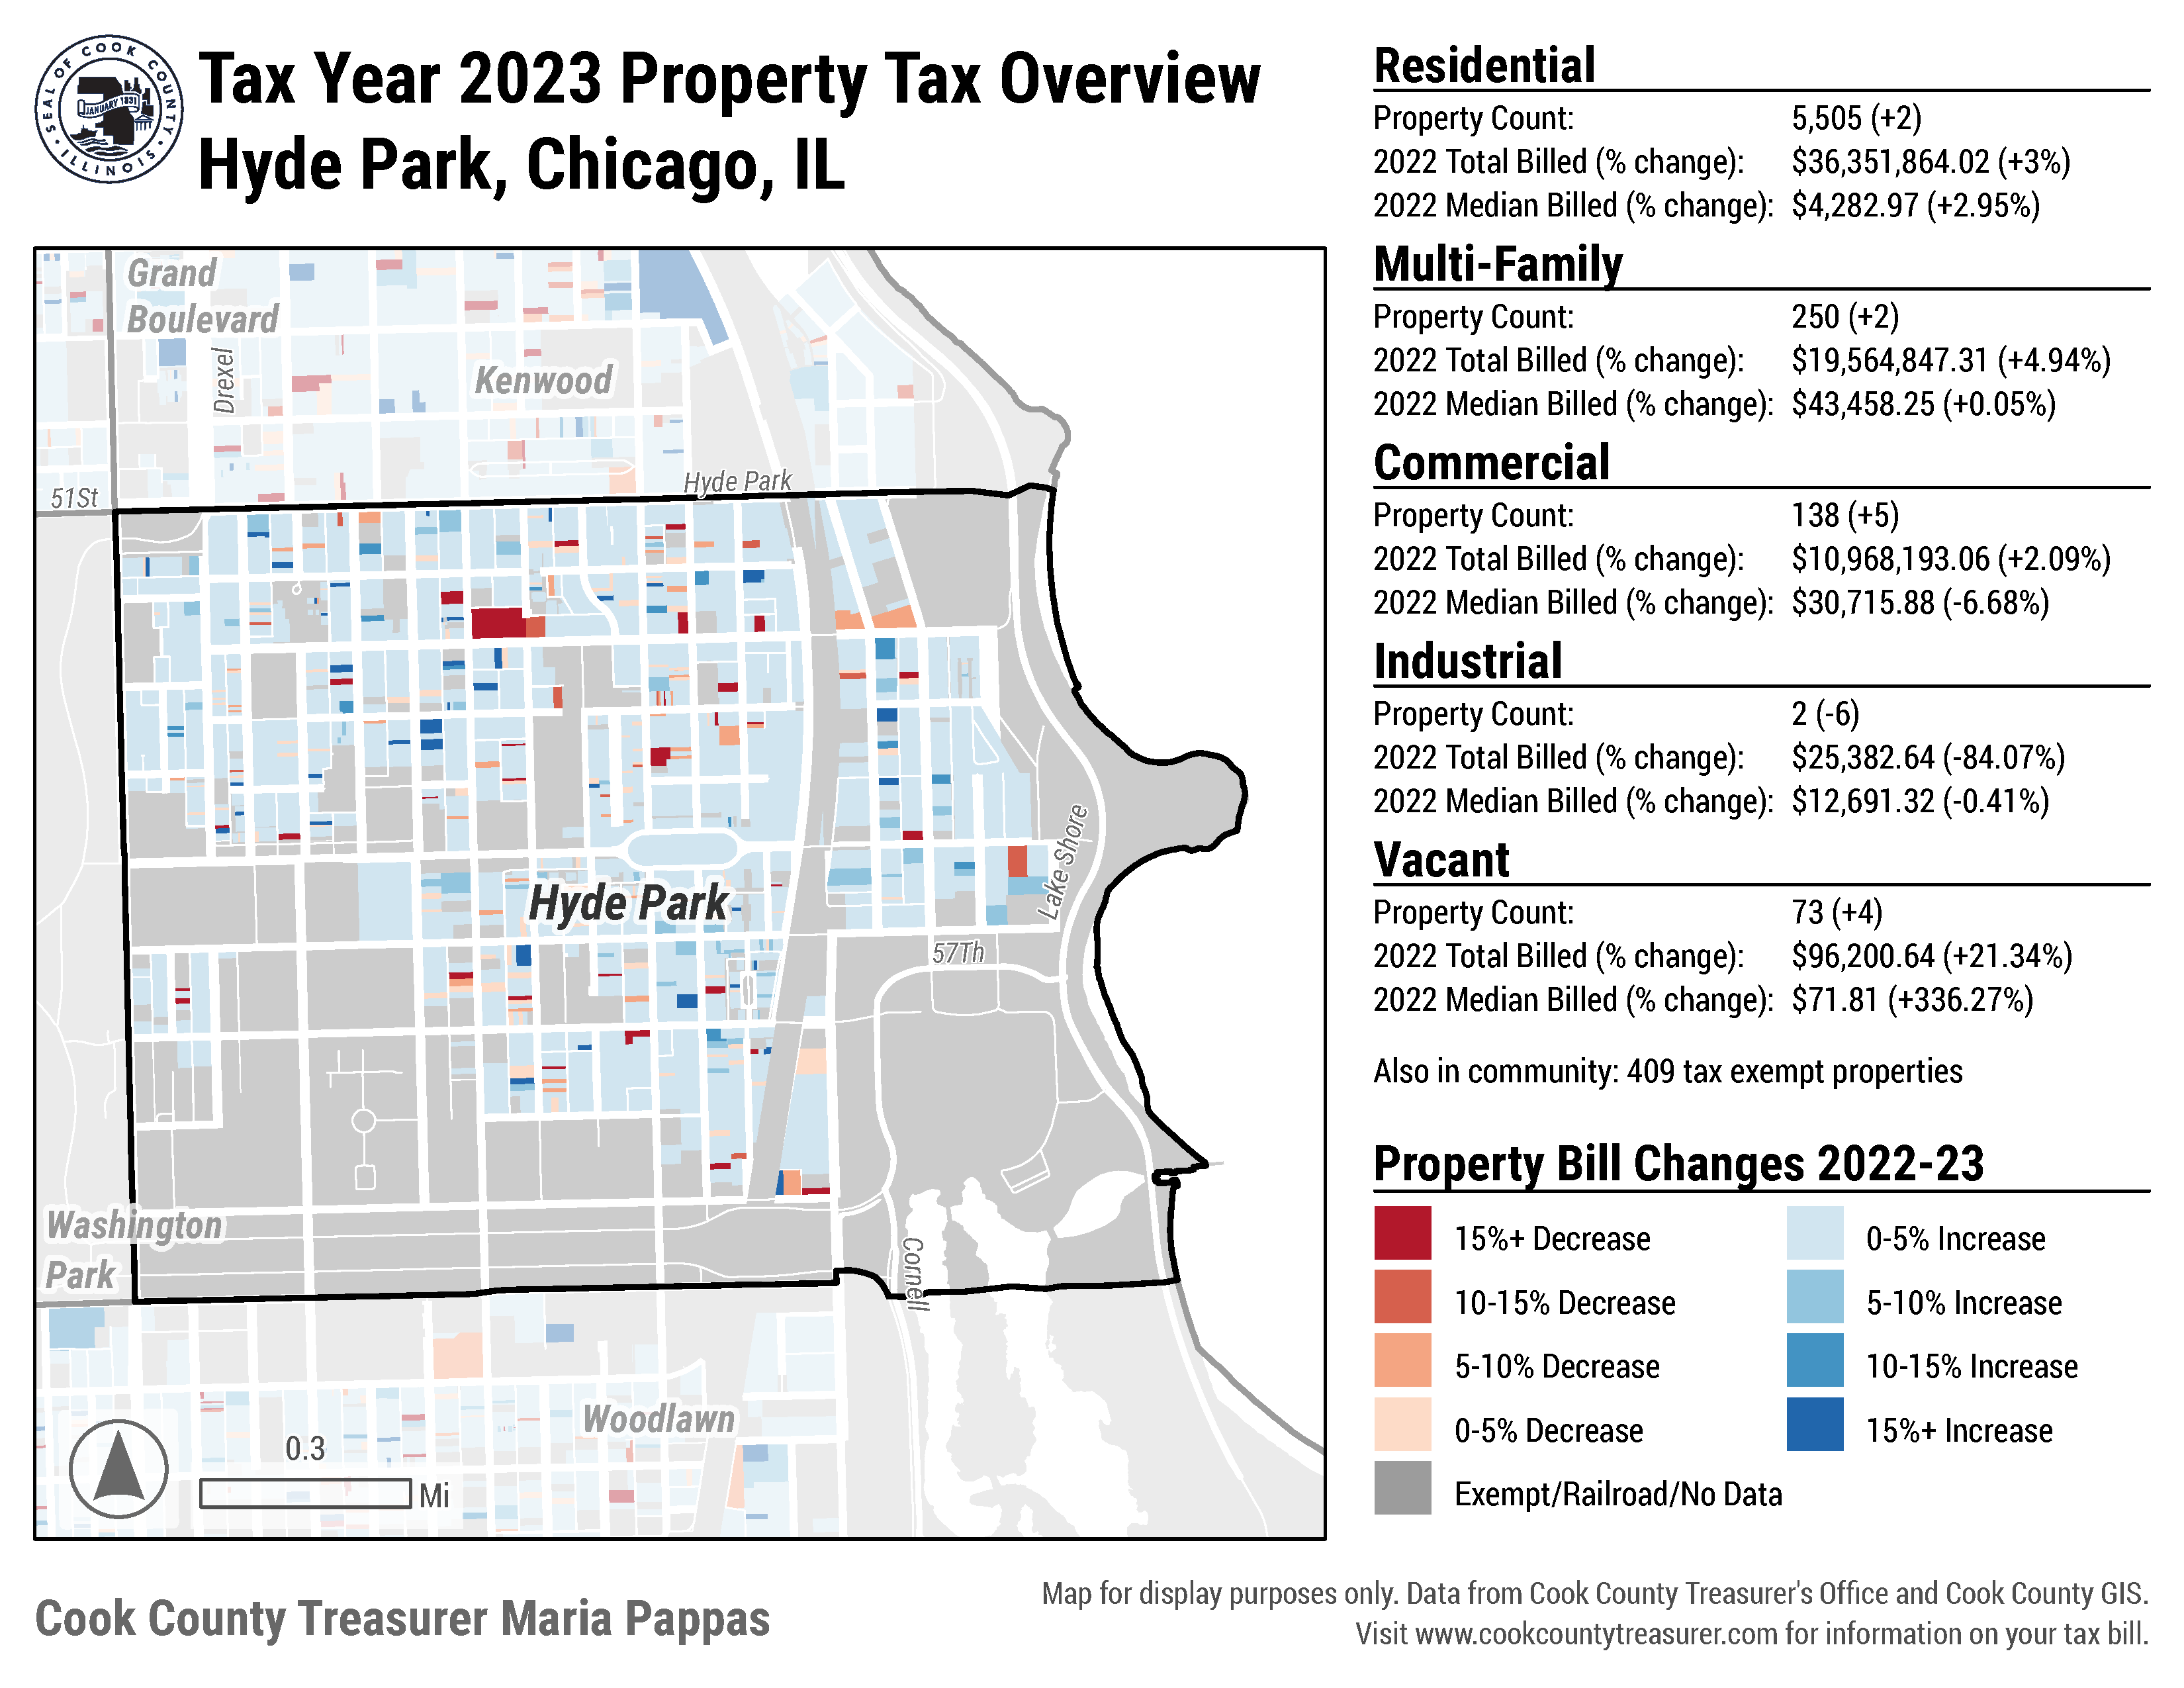 SEAL OF COOK COUNTY
ILLINOIS
JANUARY 1831
Tax Year 2023 Property Tax Overview
Hyde Park, Chicago, IL
Grand
Boulevard
Drexel
Kenwood
Hyde Park
51St
Lake Shore
Hyde Park
57Th
Washington
Park
Cornell
Woodlawn
0.3
Mi
Residential
Property Count: 5,505 (+2)
2022 Total Billed (% change): $36,351,864.02 (+3%)
2022 Median Billed (% change): $4,282.97 (+2.95%)
Multi-Family
Property Count: 250 (+2)
2022 Total Billed (% change): $19,564,847.31 (+4.94%)
2022 Median Billed (% change): $43,458.25 (+0.05%)
Commercial
Property Count: 138 (+5)
2022 Total Billed (% change): $10,968,193.06 (+2.09%)
2022 Median Billed (% change): $30,715.88 (-6.68%)
Industrial
Property Count: 2 (-6)
2022 Total Billed (% change): $25,382.64 (-84.07%)
2022 Median Billed (% change): $12,691.32 (-0.41%)
Vacant
Property Count: 73 (+4)
2022 Total Billed (% change): $96,200.64 (+21.34%)
2022 Median Billed (% change): $71.81 (+336.27%)
Also in community: 409 tax exempt properties
Property Bill Changes 2022-23
15%+ Decrease 0-5% Increase
10-15% Decrease 5-10% Increase
5-10% Decrease 10-15% Increase
0-5% Decrease 15%+ Increase
Exempt/Railroad/No Data
Cook County Treasurer Maria Pappas
Map for display purposes only. Data from Cook County Treasurer's Office and Cook County GIS.
Visit www.cookcountytreasurer.com for information on your tax bill.